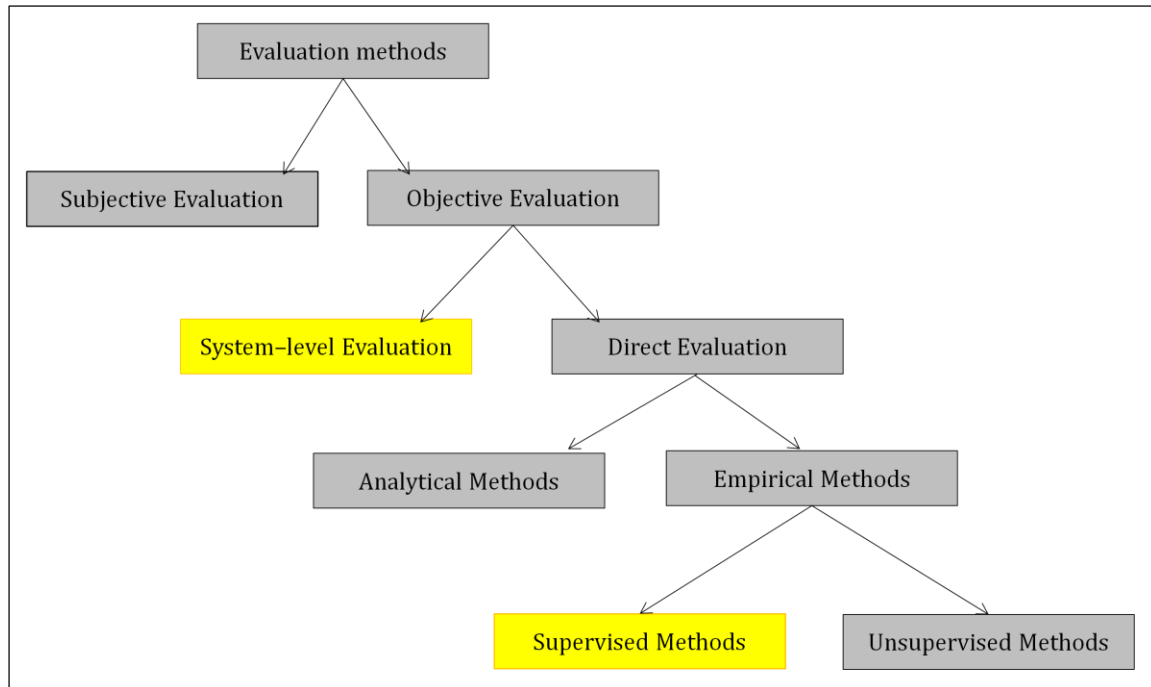 Evaluation methods
Subjective Evaluation
Objective Evaluation
System–level Evaluation
Direct Evaluation
Analytical Methods
Empirical Methods
Supervised Methods
Unsupervised Methods